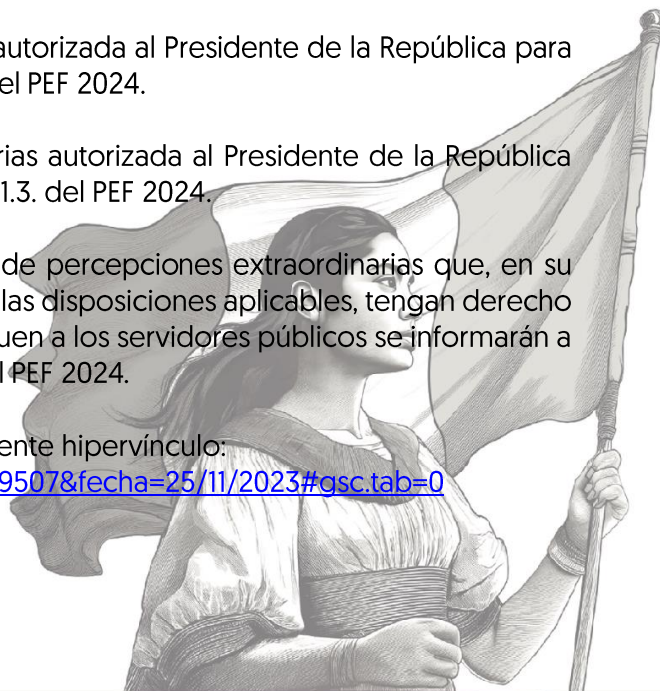 autorizada al Presidente de la República para
el PEF 2024.
rias autorizada al Presidente de la República
1.3. del PEF 2024.
de percepciones extraordinarias que, en su
las disposiciones aplicables, tengan derecho
uen a los servidores públicos se informarán a
l PEF 2024.
ente hipervínculo:
9507&fecha=25/11/2023#gsc.tab=0